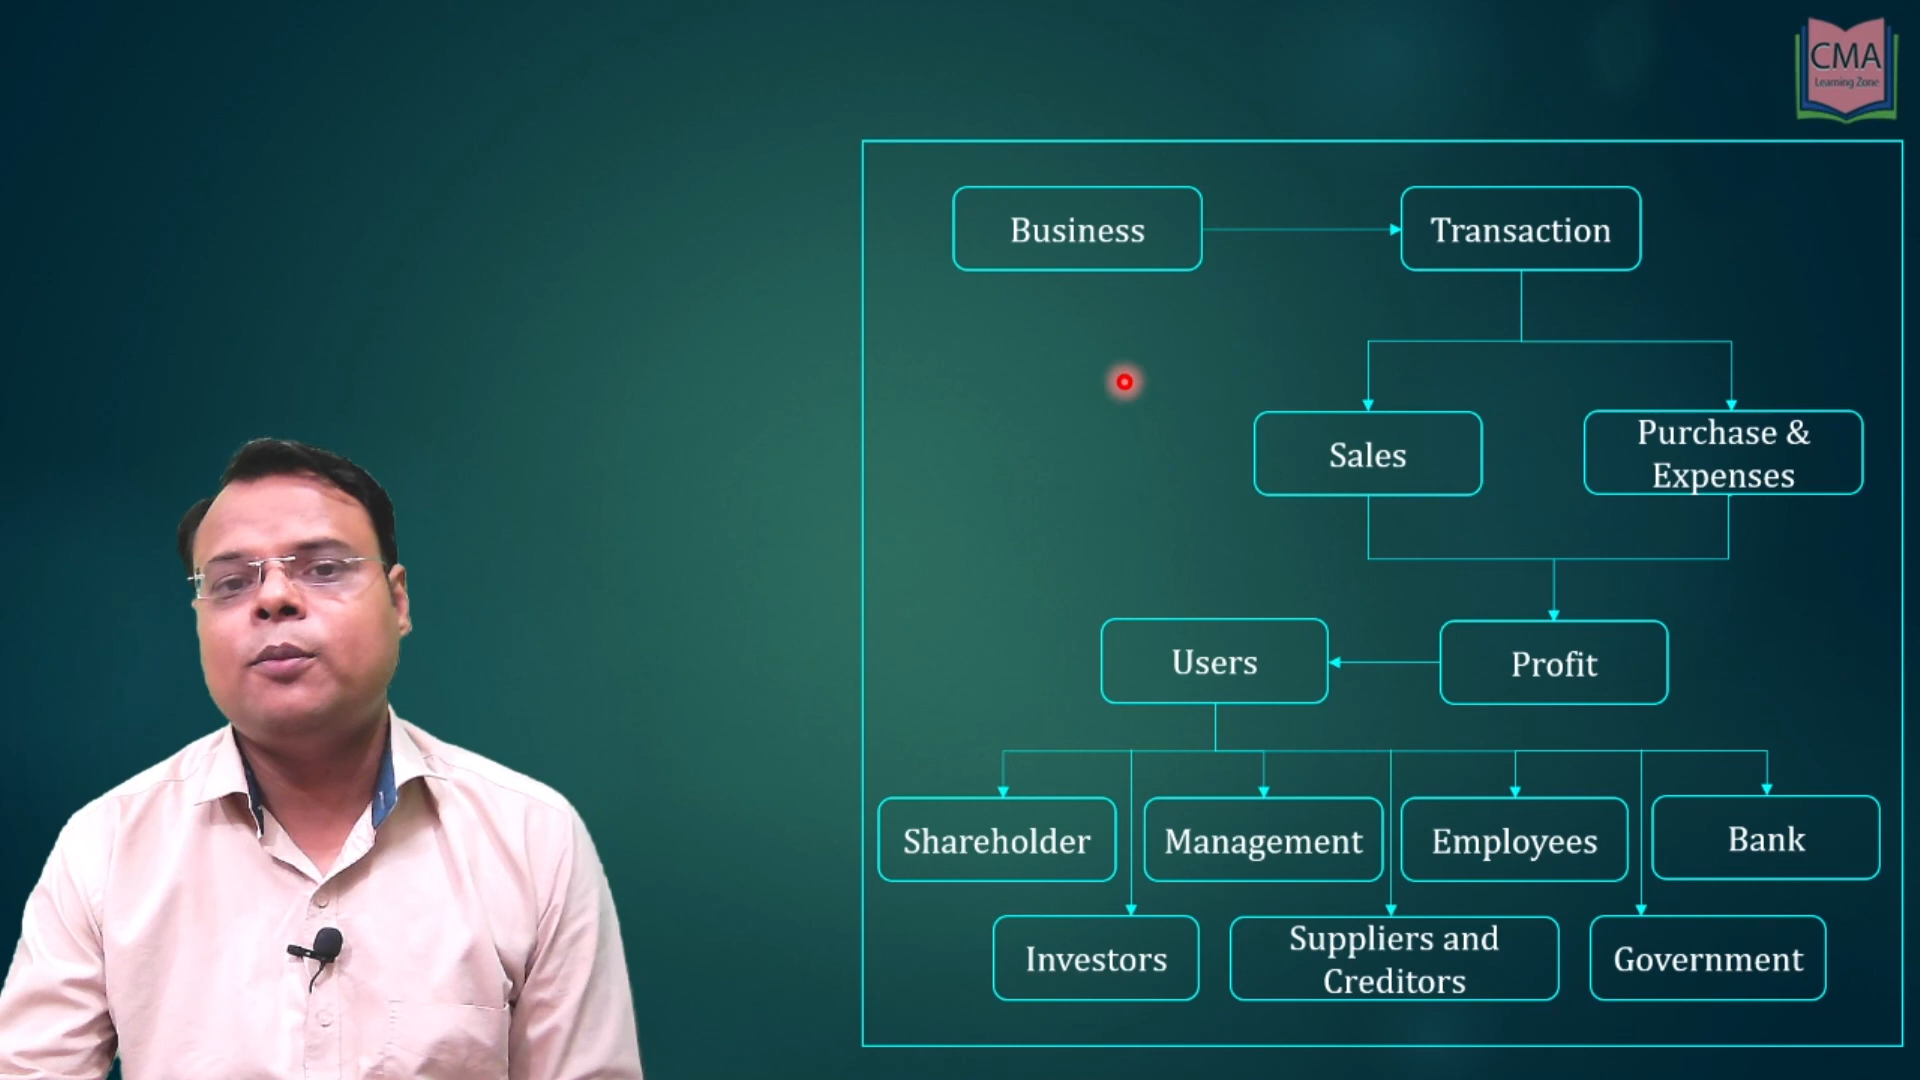 CMA
Learning Zone
Business
Transaction
Sales
Purchase &
Expenses
Users
Profit
Shareholder
Management
Employees
Bank
Investors
Suppliers and
Creditors
Government